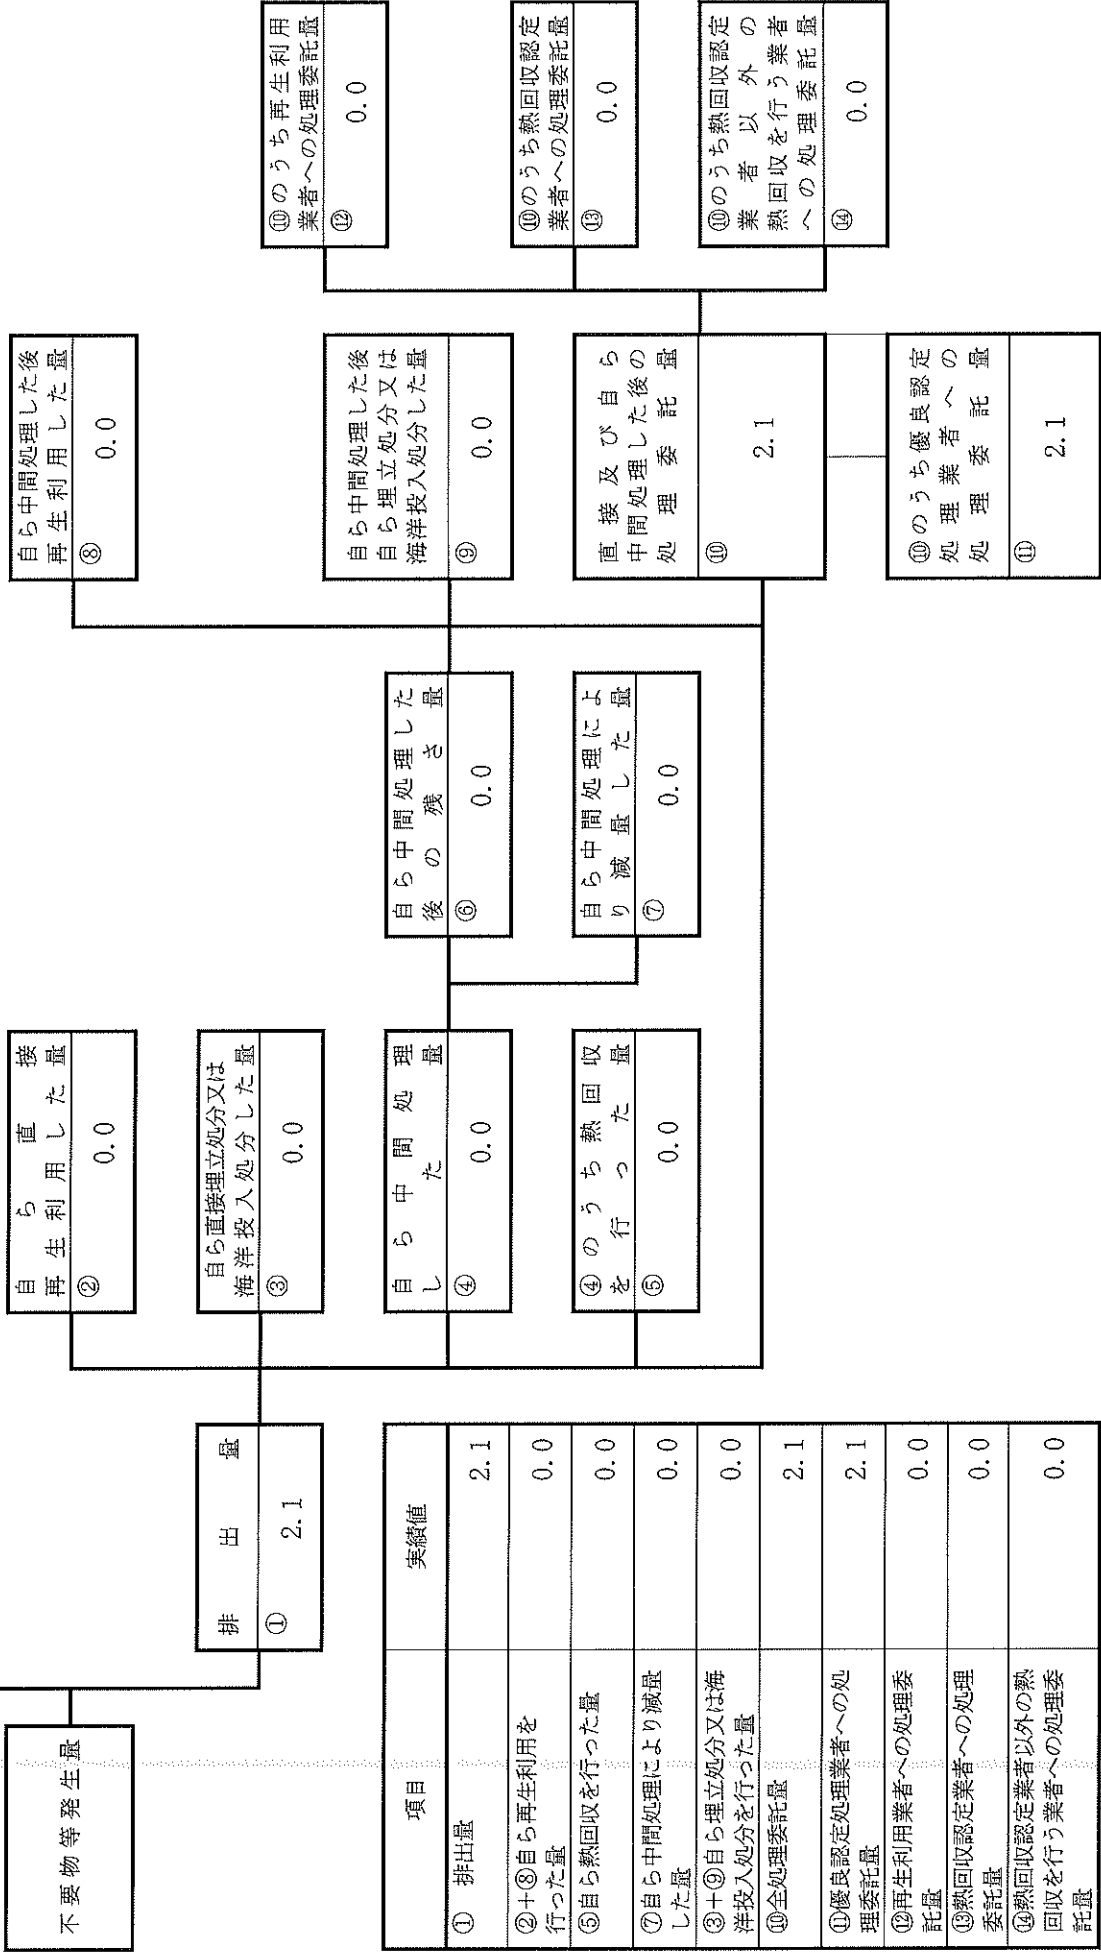 不要物等発生量
排出量
① 2.1
自ら直接
再生利用した量
② 0.0
自ら直接埋立処分又は
海洋投入処分した量
③ 0.0
自ら中間処理
した量
④ 0.0
④のうち熱回収
を行った量
⑤ 0.0
自ら中間処理した
後の残さ量
⑥ 0.0
自ら中間処理によ
り減量した量
⑦ 0.0
自ら中間処理した後
再生利用した量
⑧ 0.0
自ら中間処理した後
自ら埋立処分又は
海洋投入処分した量
⑨ 0.0
直接及び自ら
中間処理した後の
処理委託量
⑩ 2.1
⑩のうち優良認定
処理業者への
処理委託量
⑪ 2.1
⑩のうち再生利用
業者への処理委託量
⑫ 0.0
⑩のうち熱回収認定
業者への処理委託量
⑬ 0.0
⑩のうち熱回収認定
業者以外の
熱回収を行う業者
への処理委託量
⑭ 0.0
項目 実績値
① 排出量 2.1
②+⑧自ら再生利用を
行った量 0.0
⑤自ら熱回収を行った量 0.0
⑦自ら中間処理により減量
した量 0.0
③+⑨自ら埋立処分又は海
洋投入処分を行った量 0.0
⑩全処理委託量 2.1
⑪優良認定処理業者への処
理委託量 2.1
⑫再生利用業者への処理委
託量 0.0
⑬熱回収認定業者への処理
委託量 0.0
⑭熱回収認定業者以外の熱
回収を行う業者への処理委
託量 0.0